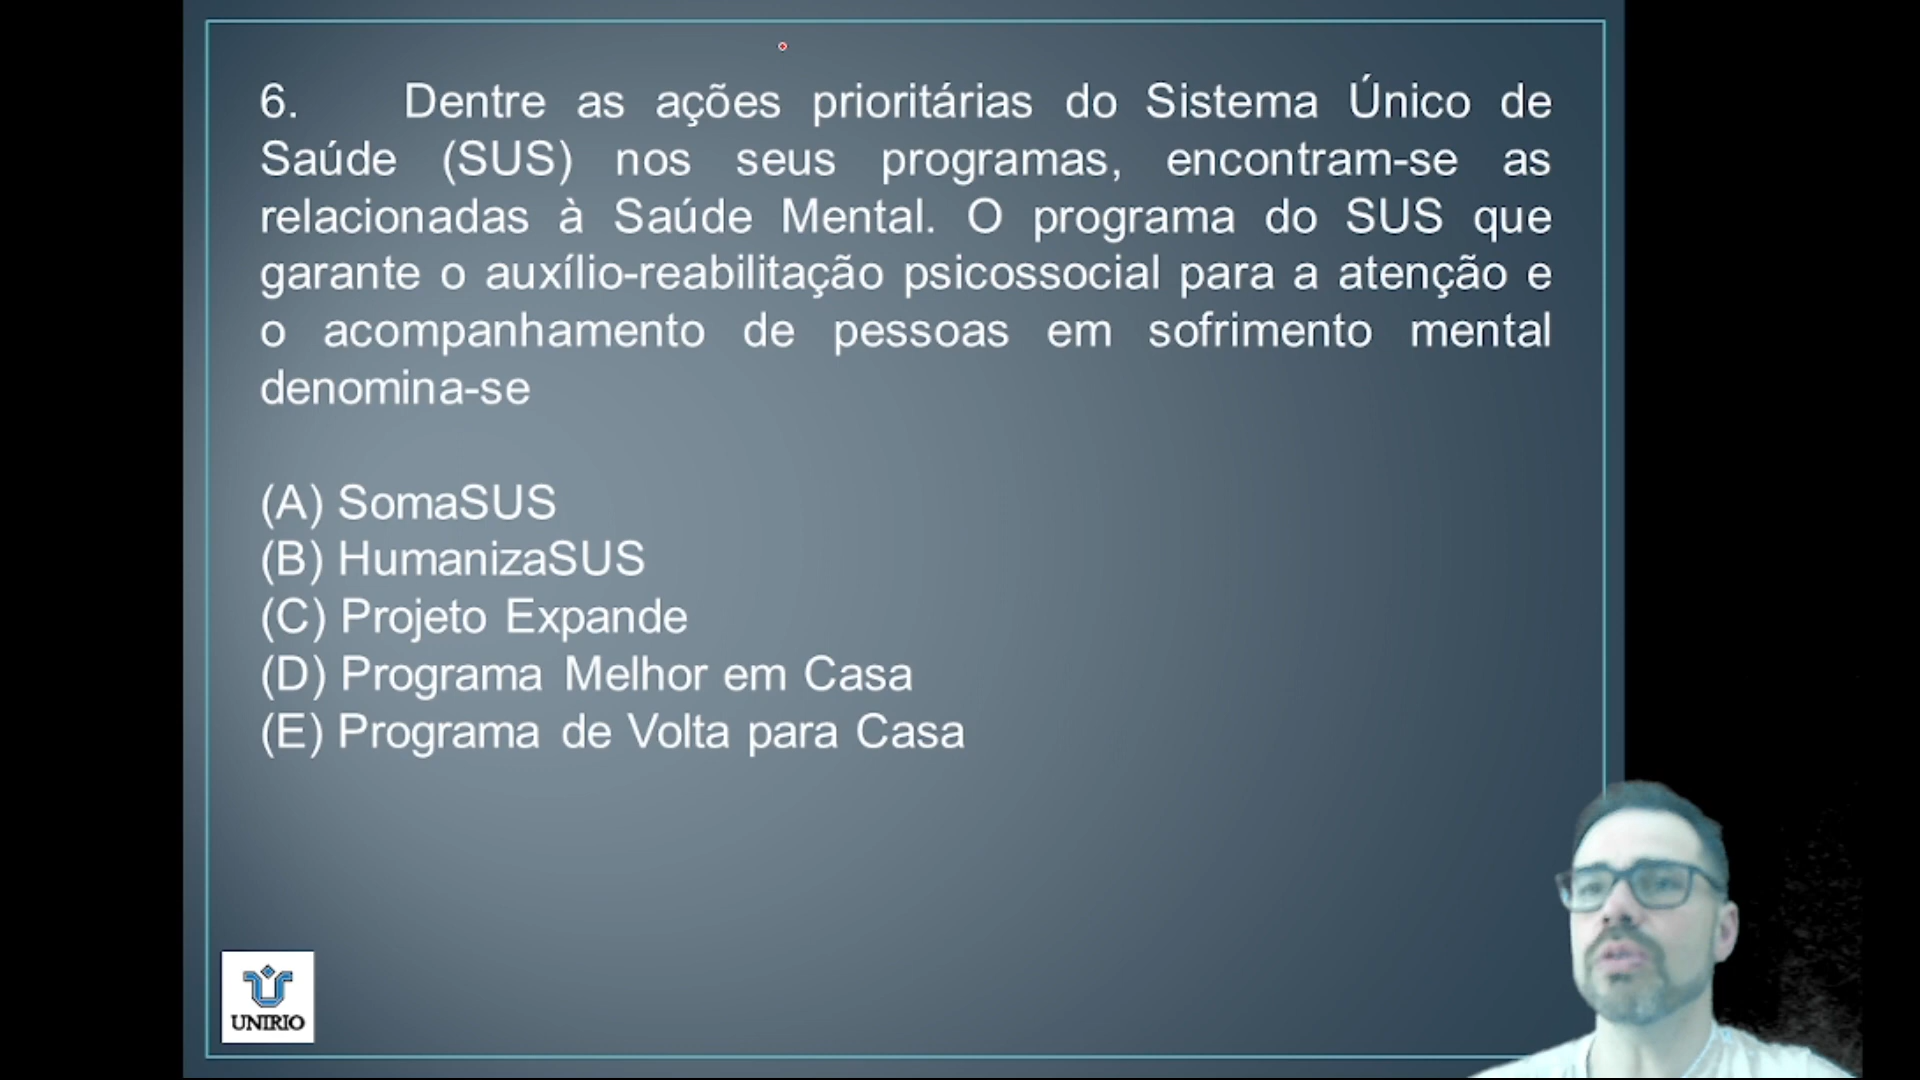 6. Dentre as ações prioritárias do Sistema Único de
Saúde (SUS) nos seus programas, encontram-se as
relacionadas à Saúde Mental. O programa do SUS que
garante o auxílio-reabilitação psicossocial para a atenção e
o acompanhamento de pessoas em sofrimento mental
denomina-se
(A) SomaSUS
(B) HumanizaSUS
(C) Projeto Expande
(D) Programa Melhor em Casa
(E) Programa de Volta para Casa
UNIRIO